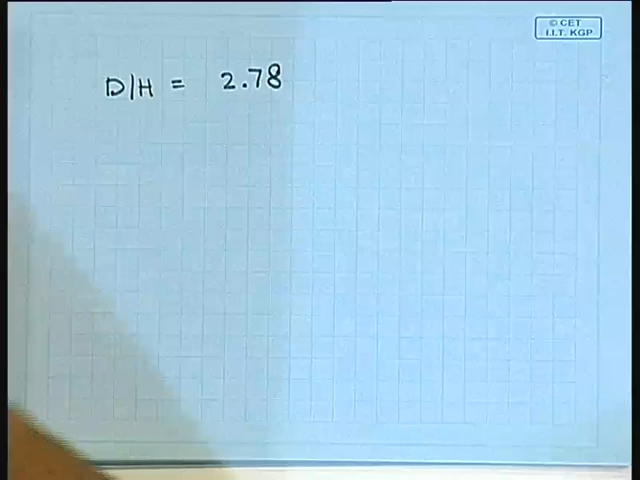 © CET
I.I.T. KGP
D/H = 2.78